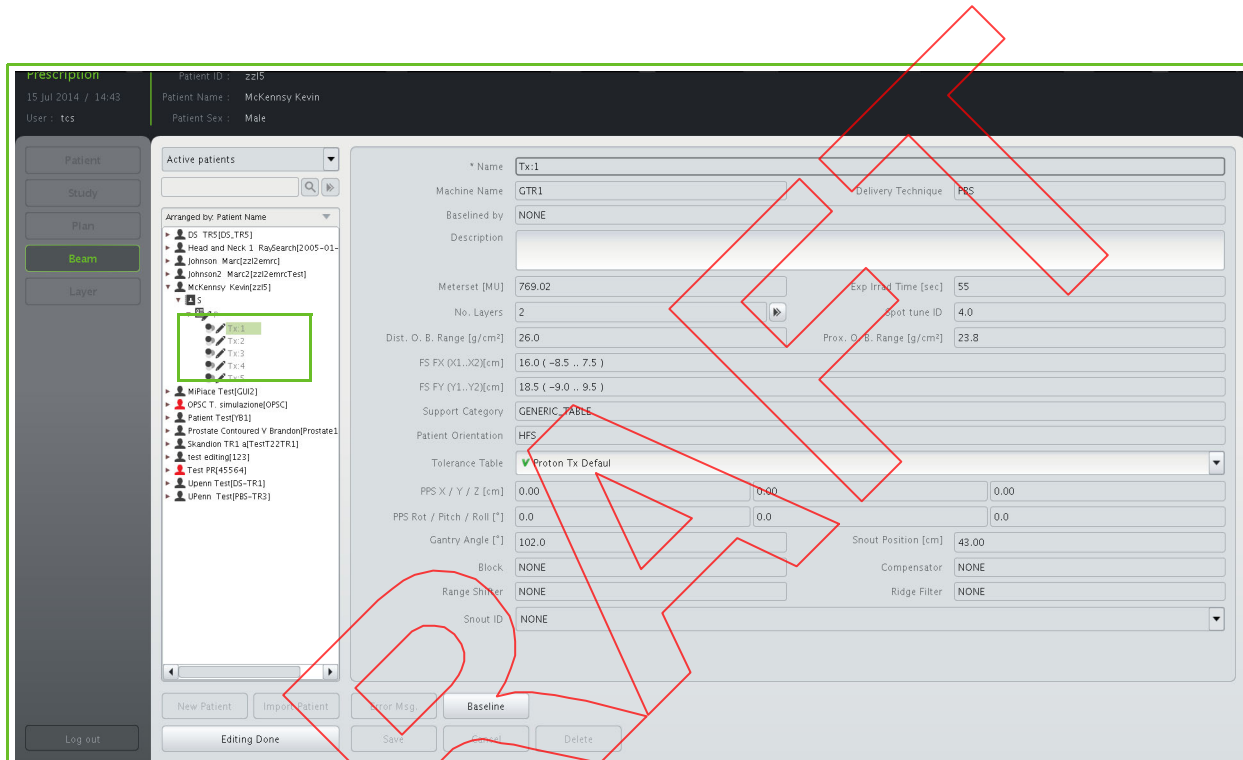 Prescription
15 Jul 2014 / 14:43
User : tcs
Patient ID : zzl5
Patient Name : McKennsy Kevin
Patient Sex : Male
Patient
Study
Plan
Beam
Layer
Log out
Active patients
Arranged by: Patient Name
DS TR5[DS_TR5]
Head and Neck 1 RaySearch[2005-01-
Johnson Marc[zzl2emrc]
Johnson2 Marc2[zzl2emrcTest]
McKennsy Kevin[zzl5]
S
Tx:1
Tx:2
Tx:3
Tx:4
Tx:5
MiPiace Test[GUI2]
OPSC T. simulazione[OPSC]
Patient Test[YB1]
Prostate Contoured V Brandon[Prostate1
Skandion TR1 a[TestT22TR1]
test editing[123]
Test PR[45564]
Upenn Test[DS-TR1]
UPenn Test[PBS-TR3]
New Patient Import Patient
Editing Done
* Name Tx:1
Machine Name GTR1 Delivery Technique PBS
Baselined by NONE
Description
Meterset [MU] 769.02 Exp Irrad Time [sec] 55
No. Layers 2 Spot tune ID 4.0
Dist. O. B. Range [g/cm²] 26.0 Prox. O. B. Range [g/cm²] 23.8
FS FX (X1..X2)[cm] 16.0 ( -8.5 .. 7.5 )
FS FY (Y1..Y2)[cm] 18.5 ( -9.0 .. 9.5 )
Support Category GENERIC_TABLE
Patient Orientation HFS
Tolerance Table Proton Tx Defaul
PPS X / Y / Z [cm] 0.00 0.00 0.00
PPS Rot / Pitch / Roll [°] 0.0 0.0 0.0
Gantry Angle [°] 102.0 Snout Position [cm] 43.00
Block NONE Compensator NONE
Range Shifter NONE Ridge Filter NONE
Snout ID NONE
Error Msg. Baseline
Save Cancel Delete